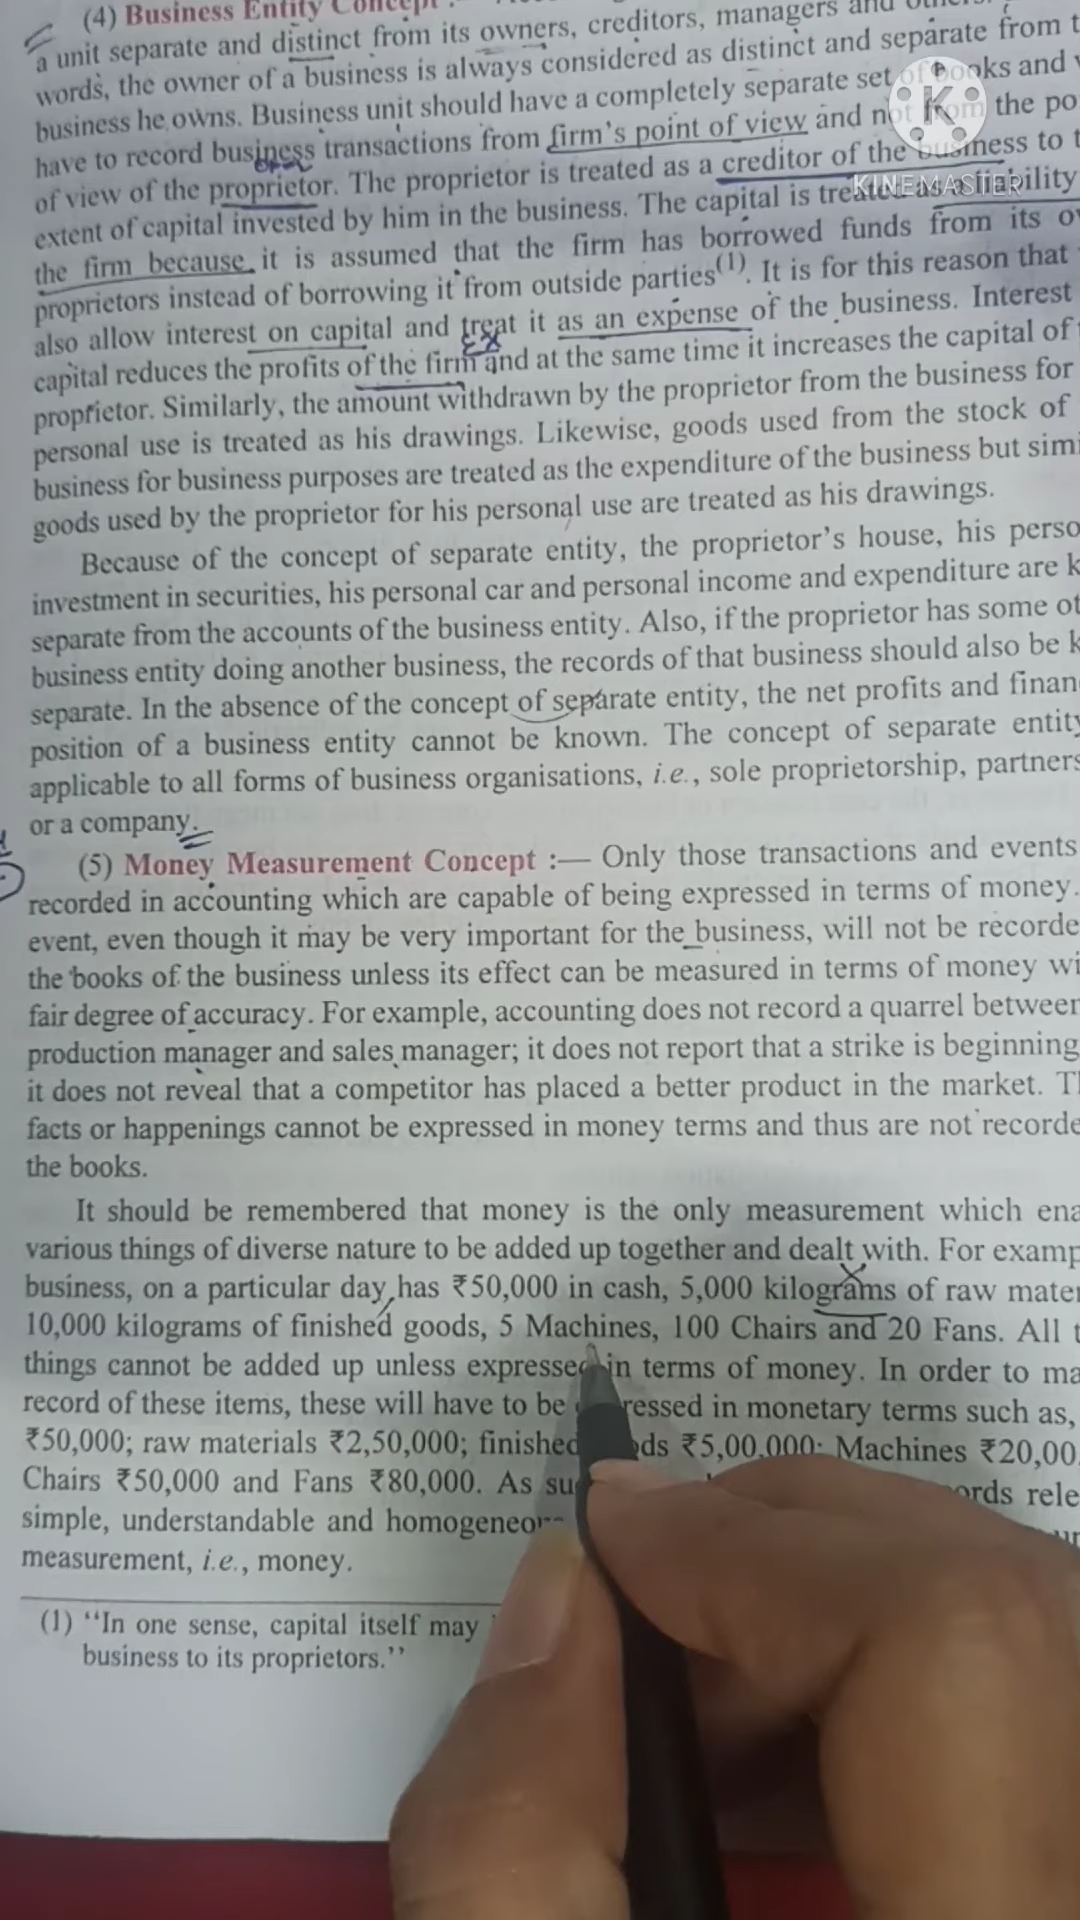 (4) Business Entity Concept :—
a unit separate and distinct from its owners, creditors, managers and
words, the owner of a business is always considered as distinct and separate from
business he owns. Business unit should have a completely separate set of books and
have to record business transactions from firm's point of view and not from the
of view of the proprietor. The proprietor is treated as a creditor of the business to
extent of capital invested by him in the business. The capital is treated as a liability
KINEMASTER
the firm because it is assumed that the firm has borrowed funds from its
proprietors instead of borrowing it from outside parties(1). It is for this reason that
also allow interest on capital and treat it as an expense of the business. Interest
Ex
capital reduces the profits of the firm and at the same time it increases the capital of
proprietor. Similarly, the amount withdrawn by the proprietor from the business for
personal use is treated as his drawings. Likewise, goods used from the stock of
business for business purposes are treated as the expenditure of the business but
goods used by the proprietor for his personal use are treated as his drawings.
Because of the concept of separate entity, the proprietor's house, his
investment in securities, his personal car and personal income and expenditure are
separate from the accounts of the business entity. Also, if the proprietor has some
business entity doing another business, the records of that business should also be
separate. In the absence of the concept of separate entity, the net profits and
position of a business entity cannot be known. The concept of separate entity
applicable to all forms of business organisations, i.e., sole proprietorship,
or a company.
(5) Money Measurement Concept :— Only those transactions and events
recorded in accounting which are capable of being expressed in terms of money.
event, even though it may be very important for the business, will not be
the books of the business unless its effect can be measured in terms of money
fair degree of accuracy. For example, accounting does not record a quarrel between
production manager and sales manager; it does not report that a strike is beginning
it does not reveal that a competitor has placed a better product in the market.
facts or happenings cannot be expressed in money terms and thus are not
the books.
It should be remembered that money is the only measurement which
various things of diverse nature to be added up together and dealt with. For
business, on a particular day has ₹50,000 in cash, 5,000 kilograms of raw
10,000 kilograms of finished goods, 5 Machines, 100 Chairs and 20 Fans. All
things cannot be added up unless expressed in terms of money. In order to
record of these items, these will have to be expressed in monetary terms such as,
₹50,000; raw materials ₹2,50,000; finished goods ₹5,00,000; Machines
Chairs ₹50,000 and Fans ₹80,000. As
simple, understandable and
measurement, i.e., money.
(1) "In one sense, capital itself may
business to its proprietors."